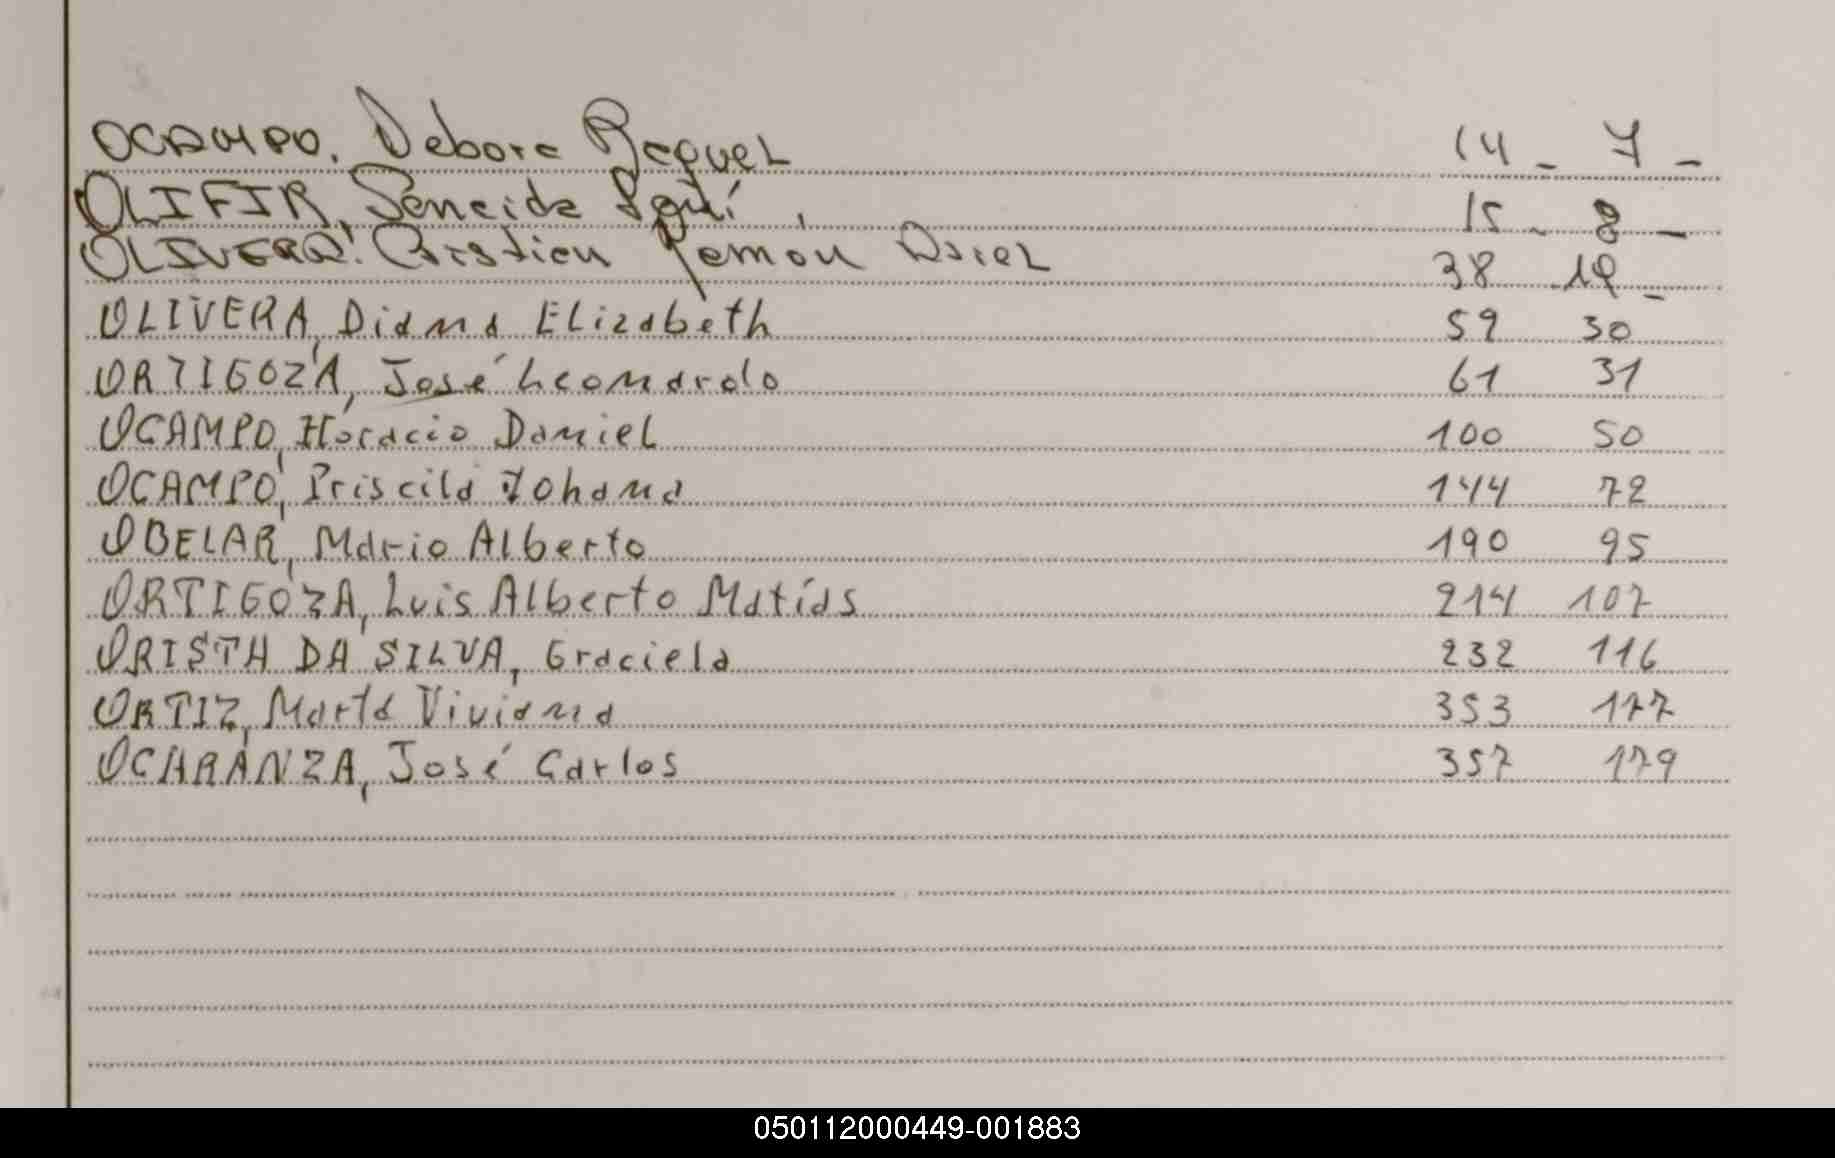 OCAMPO, Debora Raquel 14 - 7 -
OLIFIR, 15 - 8 -
OLIVERA, Cristian Ramón 38 19 -
OLIVERA, Diana Elizabeth 59 30
ORTIGOZA, José Leonardo 61 31
OCAMPO, Horacio Daniel 100 50
OCAMPO, Priscila Johana 144 72
OBELAR, Mario Alberto 190 95
ORTIGOZA, Luis Alberto Matías 214 107
ORISTH DA SILVA, Graciela 232 116
ORTIZ, Marta Viviana 353 177
OCHARANZA, José Carlos 357 179
050112000449-001883